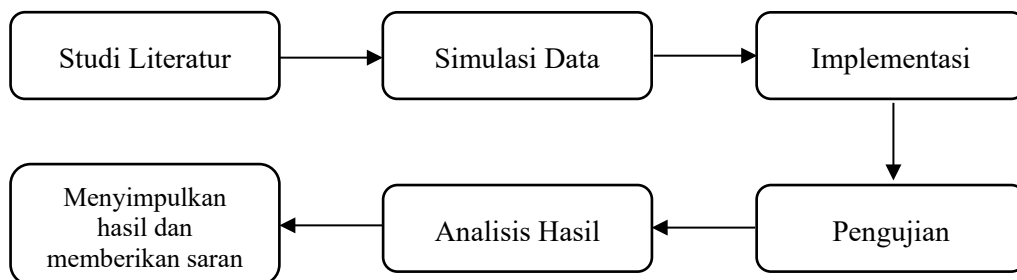 Studi Literatur
Simulasi Data
Implementasi
Pengujian
Analisis Hasil
Menyimpulkan
hasil dan
memberikan saran